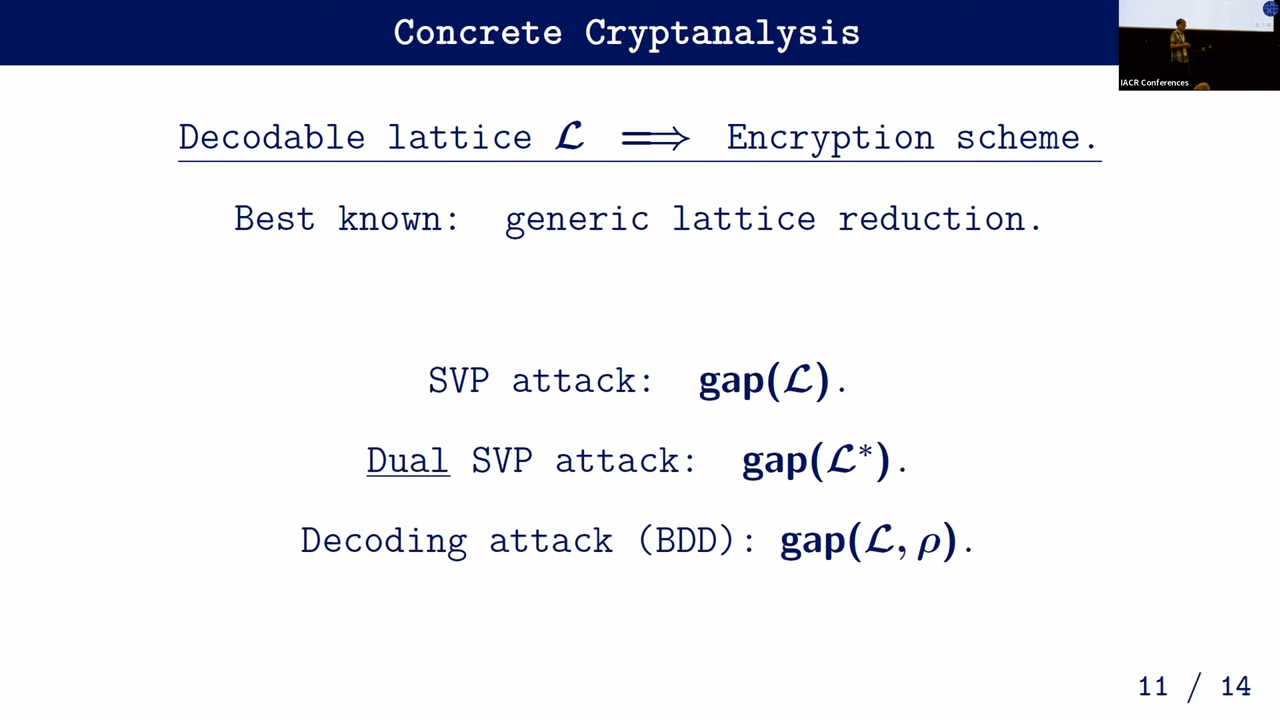 Concrete Cryptanalysis
IACR Conferences
Decodable lattice 𝓛 ⟹ Encryption scheme.
Best known: generic lattice reduction.
SVP attack: gap(𝓛).
Dual SVP attack: gap(𝓛*).
Decoding attack (BDD): gap(𝓛, ρ).
11 / 14